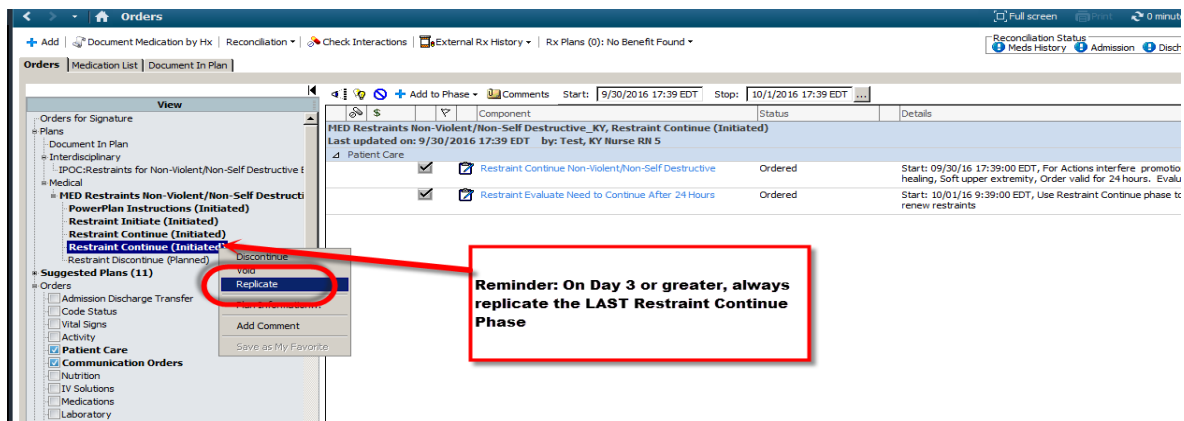 Orders
Full screen Print 0 minut
Add Document Medication by Hx Reconciliation Check Interactions External Rx History Rx Plans (0): No Benefit Found
Reconciliation Status
Meds History Admission Disch
Orders Medication List Document In Plan
View
Orders for Signature
Plans
Document In Plan
Interdisciplinary
IPOC:Restraints for Non-Violent/Non-Self Destructive E
Medical
MED Restraints Non-Violent/Non-Self Destructi
PowerPlan Instructions (Initiated)
Restraint Initiate (Initiated)
Restraint Continue (Initiated)
Restraint Continue (Initiated)
Restraint Discontinue (Planned)
Suggested Plans (11)
Orders
Admission Discharge Transfer
Code Status
Vital Signs
Activity
Patient Care
Communication Orders
Nutrition
IV Solutions
Medications
Laboratory
Discontinue
Void
Replicate
Plan Information...
Add Comment
Save as My Favorite
Add to Phase Comments Start: 9/30/2016 17:39 EDT Stop: 10/1/2016 17:39 EDT ...
$ Component Status Details
MED Restraints Non-Violent/Non-Self Destructive_KY, Restraint Continue (Initiated)
Last updated on: 9/30/2016 17:39 EDT by: Test, KY Nurse RN 5
Patient Care
Restraint Continue Non-Violent/Non-Self Destructive Ordered Start: 09/30/16 17:39:00 EDT, For Actions interfere promotio
healing, Soft upper extremity, Order valid for 24 hours. Evalu
Restraint Evaluate Need to Continue After 24 Hours Ordered Start: 10/01/16 9:39:00 EDT, Use Restraint Continue phase to
renew restraints
Reminder: On Day 3 or greater, always
replicate the LAST Restraint Continue
Phase